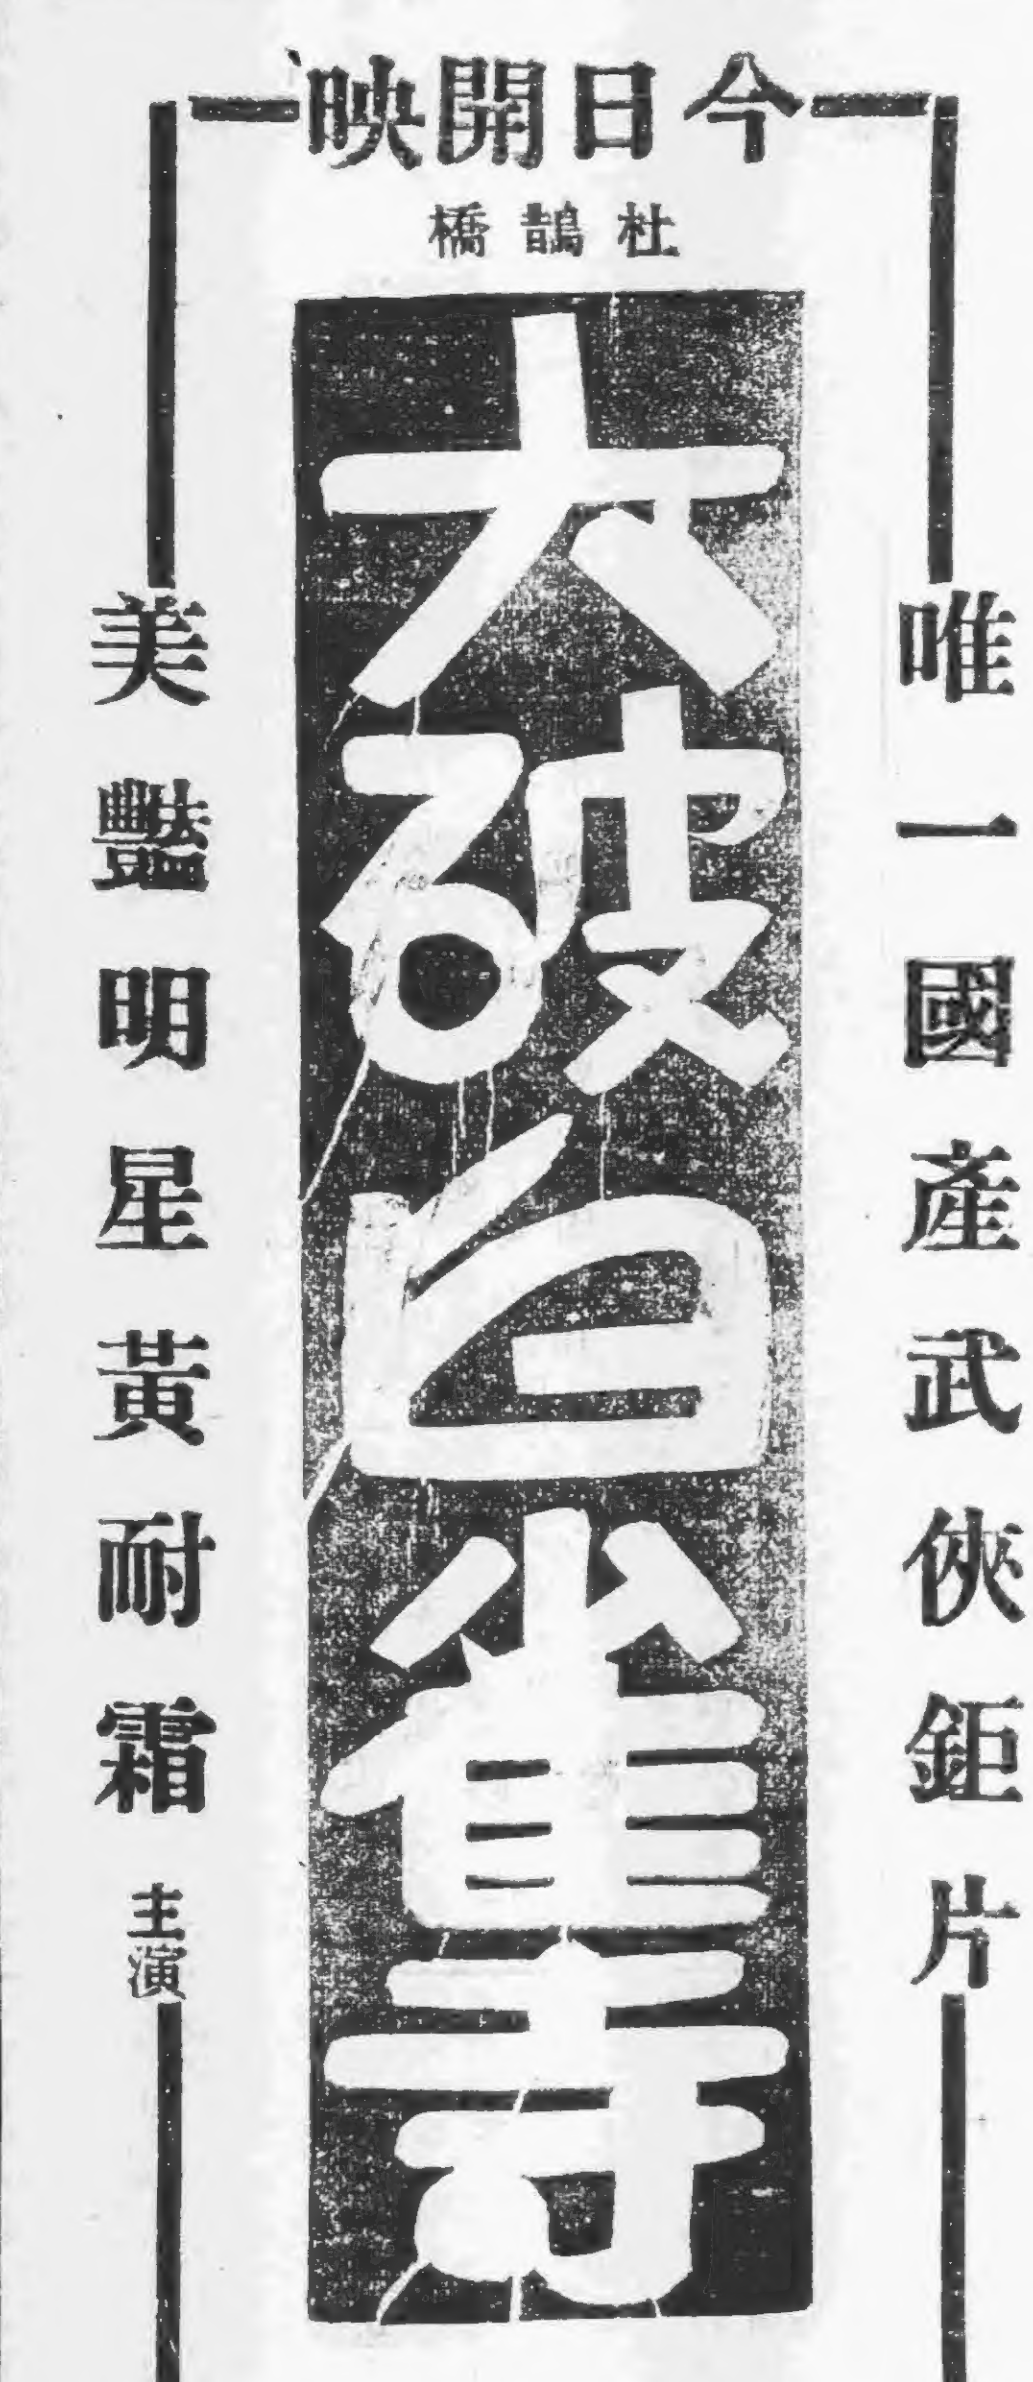 今日開映
杜鵲橋
唯一國產武俠鉅片
大破白雀寺
美豔明星黃耐霜主演